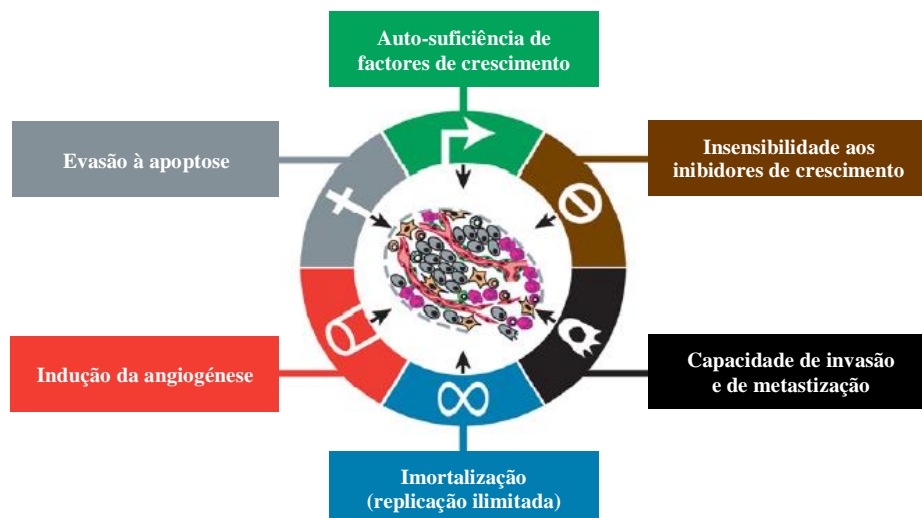 Auto-suficiência de
factores de crescimento
Evasão à apoptose
Insensibilidade aos
inibidores de crescimento
Indução da angiogénese
Capacidade de invasão
e de metastização
Imortalização
(replicação ilimitada)